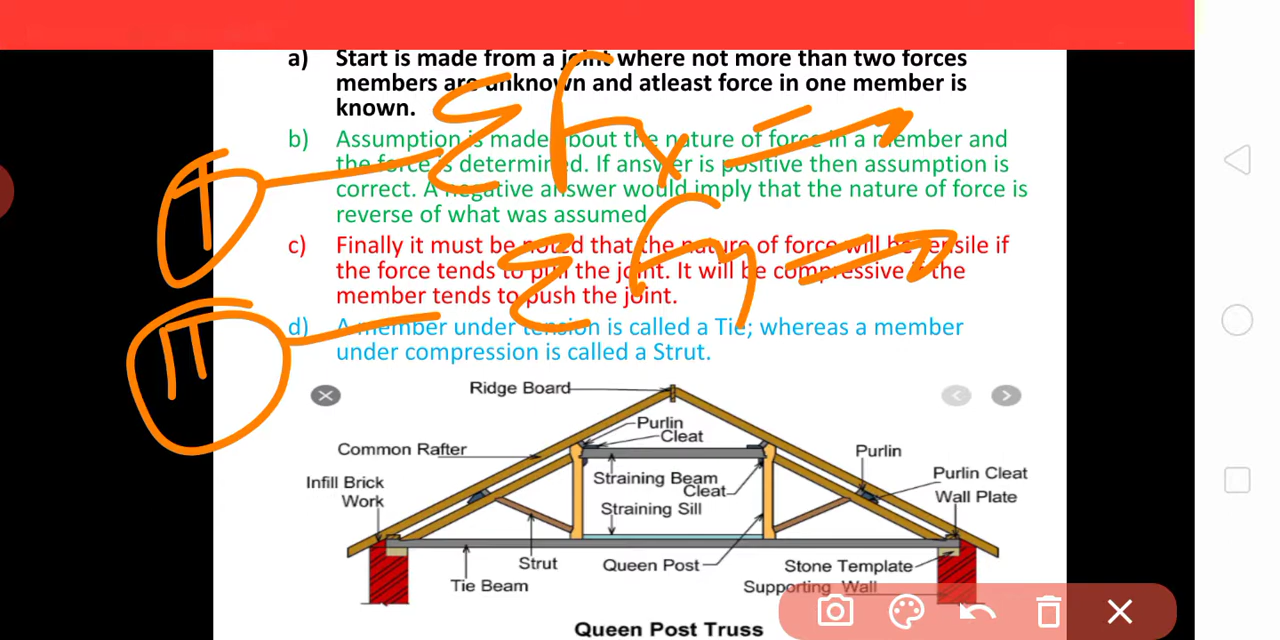 a) Start is made from a joint where not more than two forces
members are unknown and atleast force in one member is
known.
b) Assumption is made about the nature of force in a member and
the force is determined. If answer is positive then assumption is
correct. A negative answer would imply that the nature of force is
reverse of what was assumed
c) Finally it must be noted that the nature of force will be tensile if
the force tends to pull the joint. It will be compressive if the
member tends to push the joint.
d) A member under tension is called a Tie; whereas a member
under compression is called a Strut.
I Σfx =
II Σfy =
Ridge Board
Purlin
Cleat
Common Rafter
Purlin
Infill Brick
Work
Straining Beam
Cleat
Purlin Cleat
Wall Plate
Straining Sill
Strut
Queen Post
Stone Template
Tie Beam
Supporting Wall
Queen Post Truss